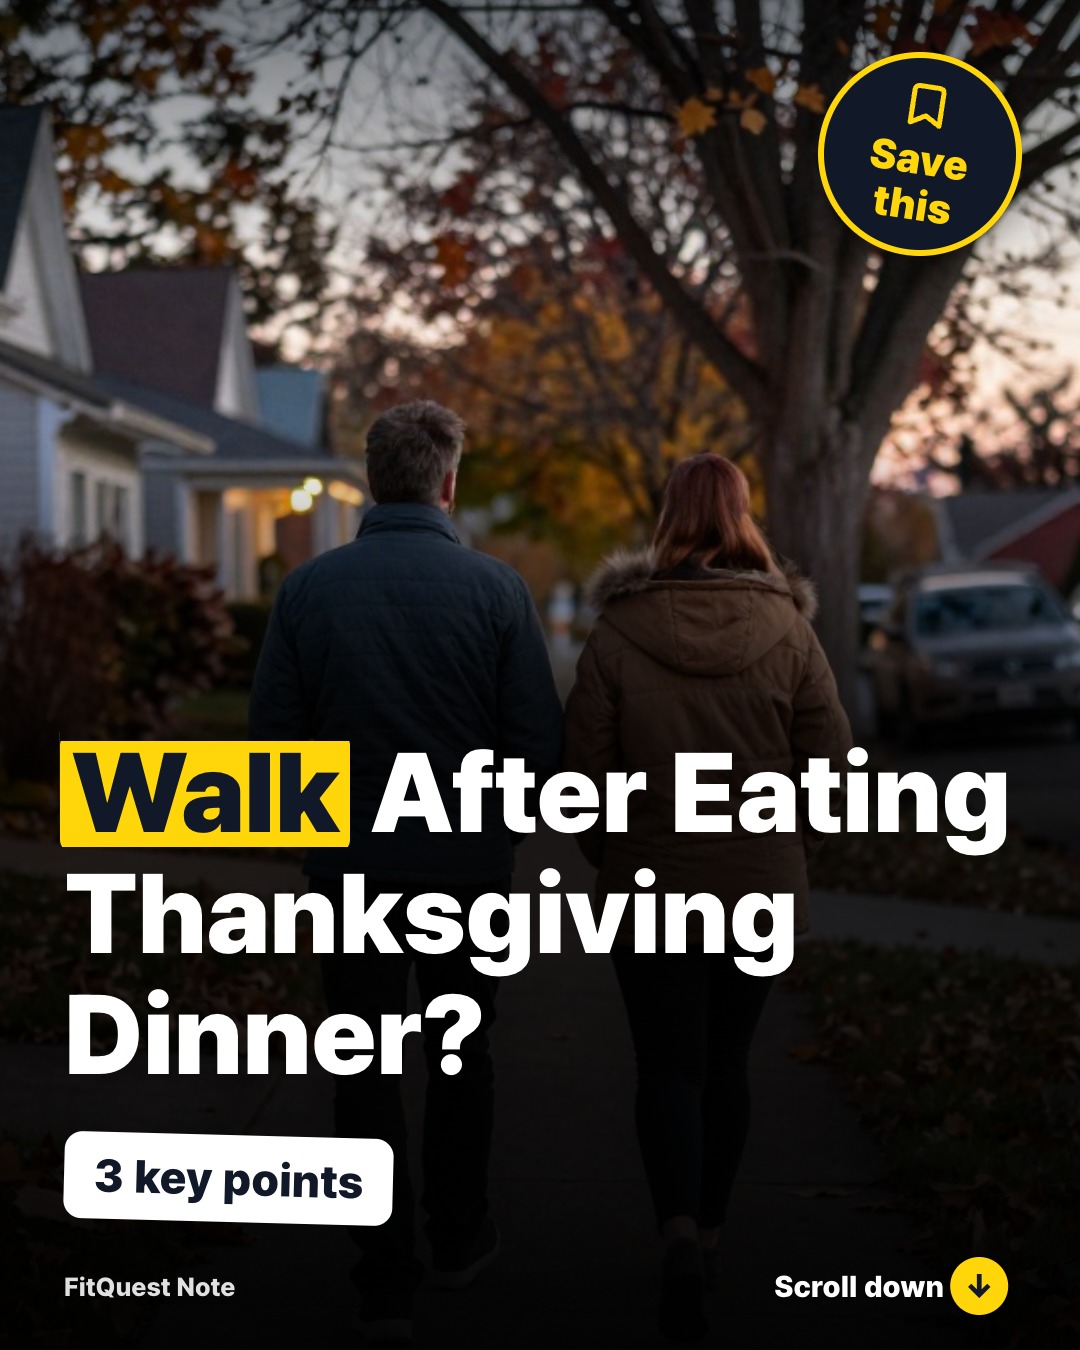 Save
this
Walk After Eating
Thanksgiving
Dinner?
3 key points
FitQuest Note
Scroll down